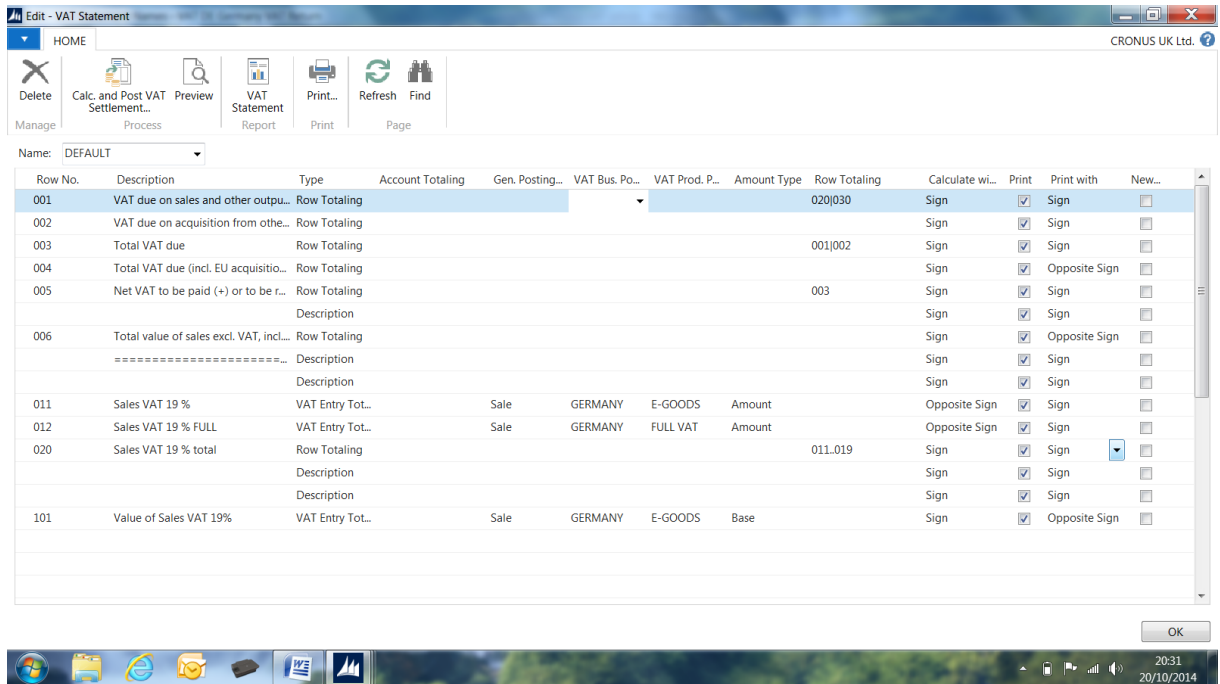 Edit - VAT Statement
HOME
CRONUS UK Ltd.
Delete
Calc. and Post VAT Settlement...
Preview
VAT Statement
Print...
Refresh
Find
Manage
Process
Report
Print
Page
Name: DEFAULT
Row No. Description Type Account Totaling Gen. Posting... VAT Bus. Po... VAT Prod. P... Amount Type Row Totaling Calculate wi... Print Print with New...
001 VAT due on sales and other outpu... Row Totaling 020|030 Sign Sign
002 VAT due on acquisition from othe... Row Totaling Sign Sign
003 Total VAT due Row Totaling 001|002 Sign Sign
004 Total VAT due (incl. EU acquisitio... Row Totaling Sign Opposite Sign
005 Net VAT to be paid (+) or to be r... Row Totaling 003 Sign Sign
Description Sign Sign
006 Total value of sales excl. VAT, incl.... Row Totaling Sign Opposite Sign
=======================... Description Sign Sign
Description Sign Sign
011 Sales VAT 19 % VAT Entry Tot... Sale GERMANY E-GOODS Amount Opposite Sign Sign
012 Sales VAT 19 % FULL VAT Entry Tot... Sale GERMANY FULL VAT Amount Opposite Sign Sign
020 Sales VAT 19 % total Row Totaling 011..019 Sign Sign
Description Sign Sign
Description Sign Sign
101 Value of Sales VAT 19% VAT Entry Tot... Sale GERMANY E-GOODS Base Sign Opposite Sign
OK
20:31
20/10/2014